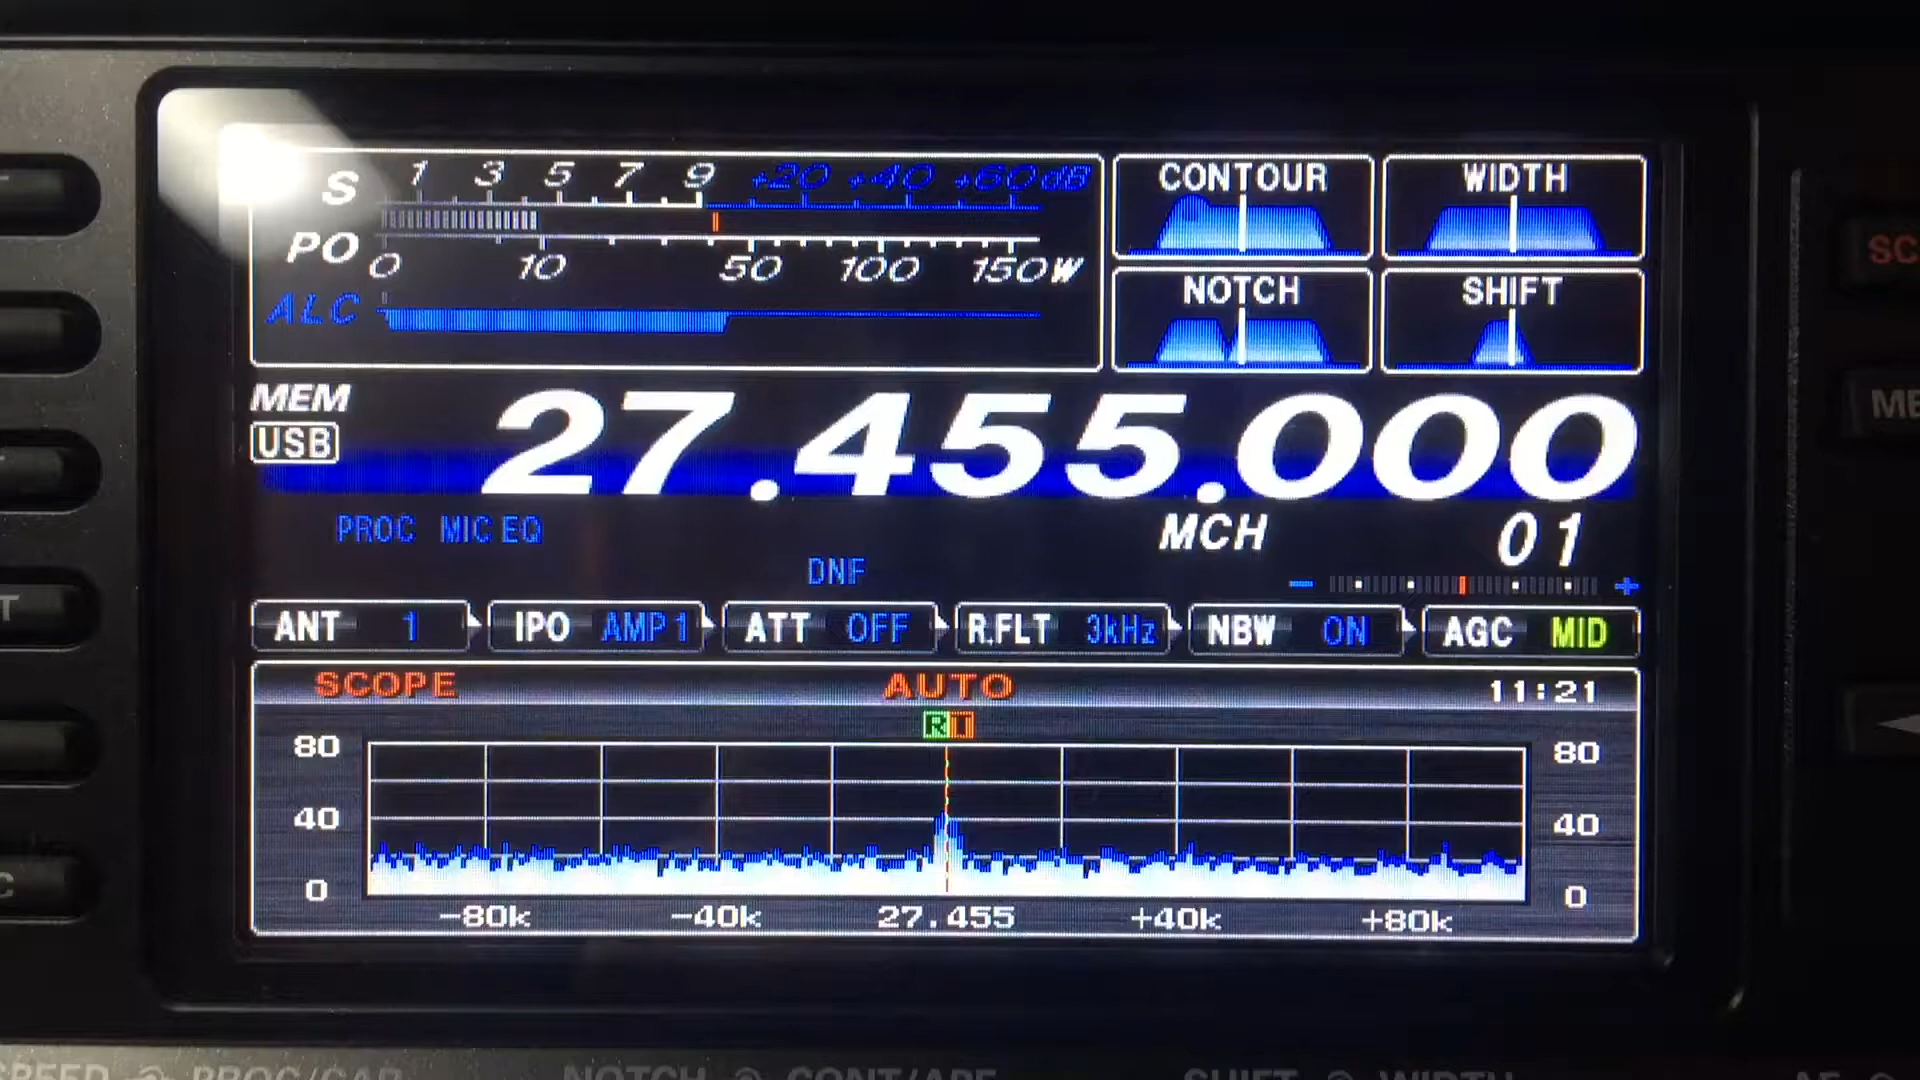 S 1 3 5 7 9 +20 +40 +60dB
PO 0 10 50 100 150W
ALC
CONTOUR WIDTH
NOTCH SHIFT
MEM
USB
27.455.000
PROC MIC EQ
MCH 01
DNF
− +
ANT 1 IPO AMP1 ATT OFF R.FLT 3kHz NBW ON AGC MID
SCOPE AUTO 11:21
R T
80 80
40 40
0 0
-80k -40k 27.455 +40k +80k
SC
ME
T
C
SPEED PROC/CAR NOTCH CONT/APF SHIFT WIDTH